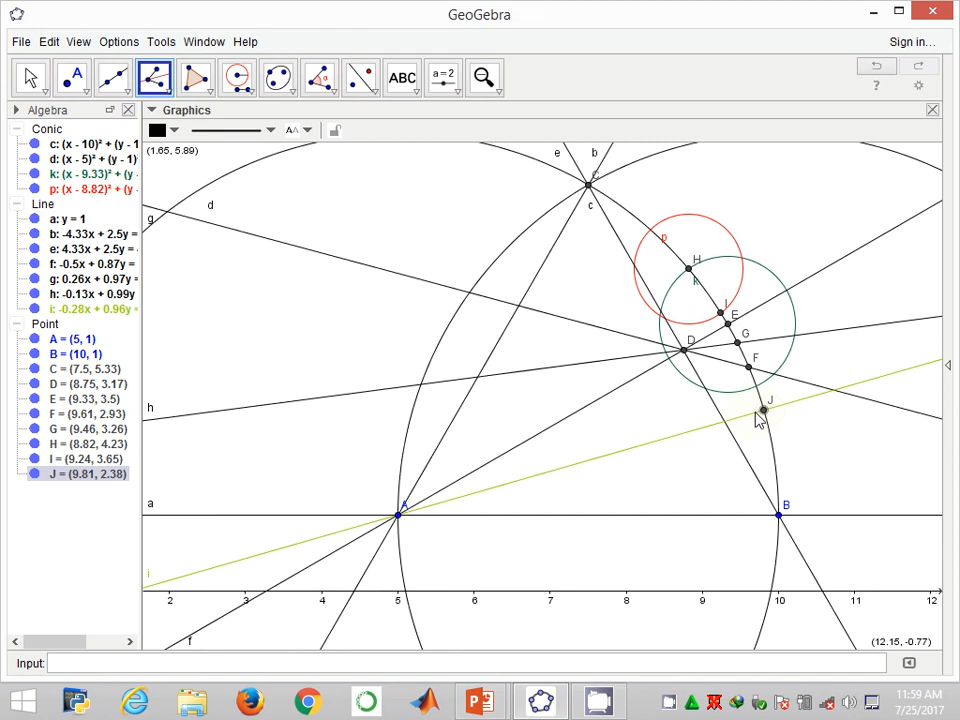 GeoGebra
File Edit View Options Tools Window Help
Sign in...
ABC
a=2
Algebra
Graphics
Conic
c: (x - 10)² + (y - 1
d: (x - 5)² + (y - 1)
k: (x - 9.33)² + (y -
p: (x - 8.82)² + (y -
Line
a: y = 1
b: -4.33x + 2.5y =
e: 4.33x + 2.5y =
f: -0.5x + 0.87y =
g: 0.26x + 0.97y =
h: -0.13x + 0.99y
i: -0.28x + 0.96y =
Point
A = (5, 1)
B = (10, 1)
C = (7.5, 5.33)
D = (8.75, 3.17)
E = (9.33, 3.5)
F = (9.61, 2.93)
G = (9.46, 3.26)
H = (8.82, 4.23)
I = (9.24, 3.65)
J = (9.81, 2.38)
(1.65, 5.89)
e b
C
g d c
p
H
k
I
E
G
D
F
J
h
a A B
i
2 3 4 5 6 7 8 9 10 11 12
f
(12.15, -0.77)
Input:
11:59 AM
7/25/2017